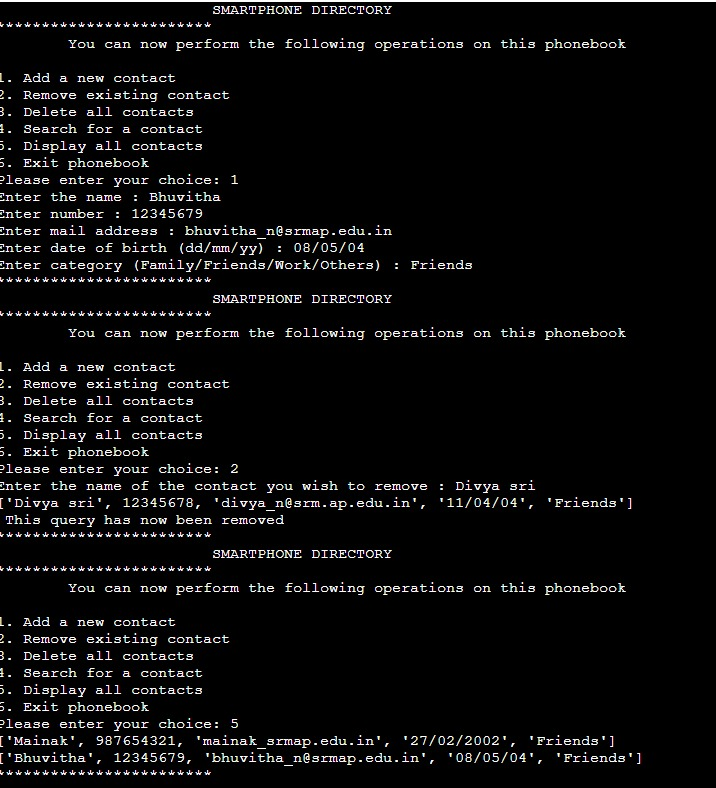 SMARTPHONE DIRECTORY
************************
You can now perform the following operations on this phonebook
1. Add a new contact
2. Remove existing contact
3. Delete all contacts
4. Search for a contact
5. Display all contacts
6. Exit phonebook
Please enter your choice: 1
Enter the name : Bhuvitha
Enter number : 12345679
Enter mail address : bhuvitha_n@srmap.edu.in
Enter date of birth (dd/mm/yy) : 08/05/04
Enter category (Family/Friends/Work/Others) : Friends
************************
SMARTPHONE DIRECTORY
************************
You can now perform the following operations on this phonebook
1. Add a new contact
2. Remove existing contact
3. Delete all contacts
4. Search for a contact
5. Display all contacts
6. Exit phonebook
Please enter your choice: 2
Enter the name of the contact you wish to remove : Divya sri
['Divya sri', 12345678, 'divya_n@srm.ap.edu.in', '11/04/04', 'Friends']
This query has now been removed
************************
SMARTPHONE DIRECTORY
************************
You can now perform the following operations on this phonebook
1. Add a new contact
2. Remove existing contact
3. Delete all contacts
4. Search for a contact
5. Display all contacts
6. Exit phonebook
Please enter your choice: 5
['Mainak', 987654321, 'mainak_srmap.edu.in', '27/02/2002', 'Friends']
['Bhuvitha', 12345679, 'bhuvitha_n@srmap.edu.in', '08/05/04', 'Friends']
************************